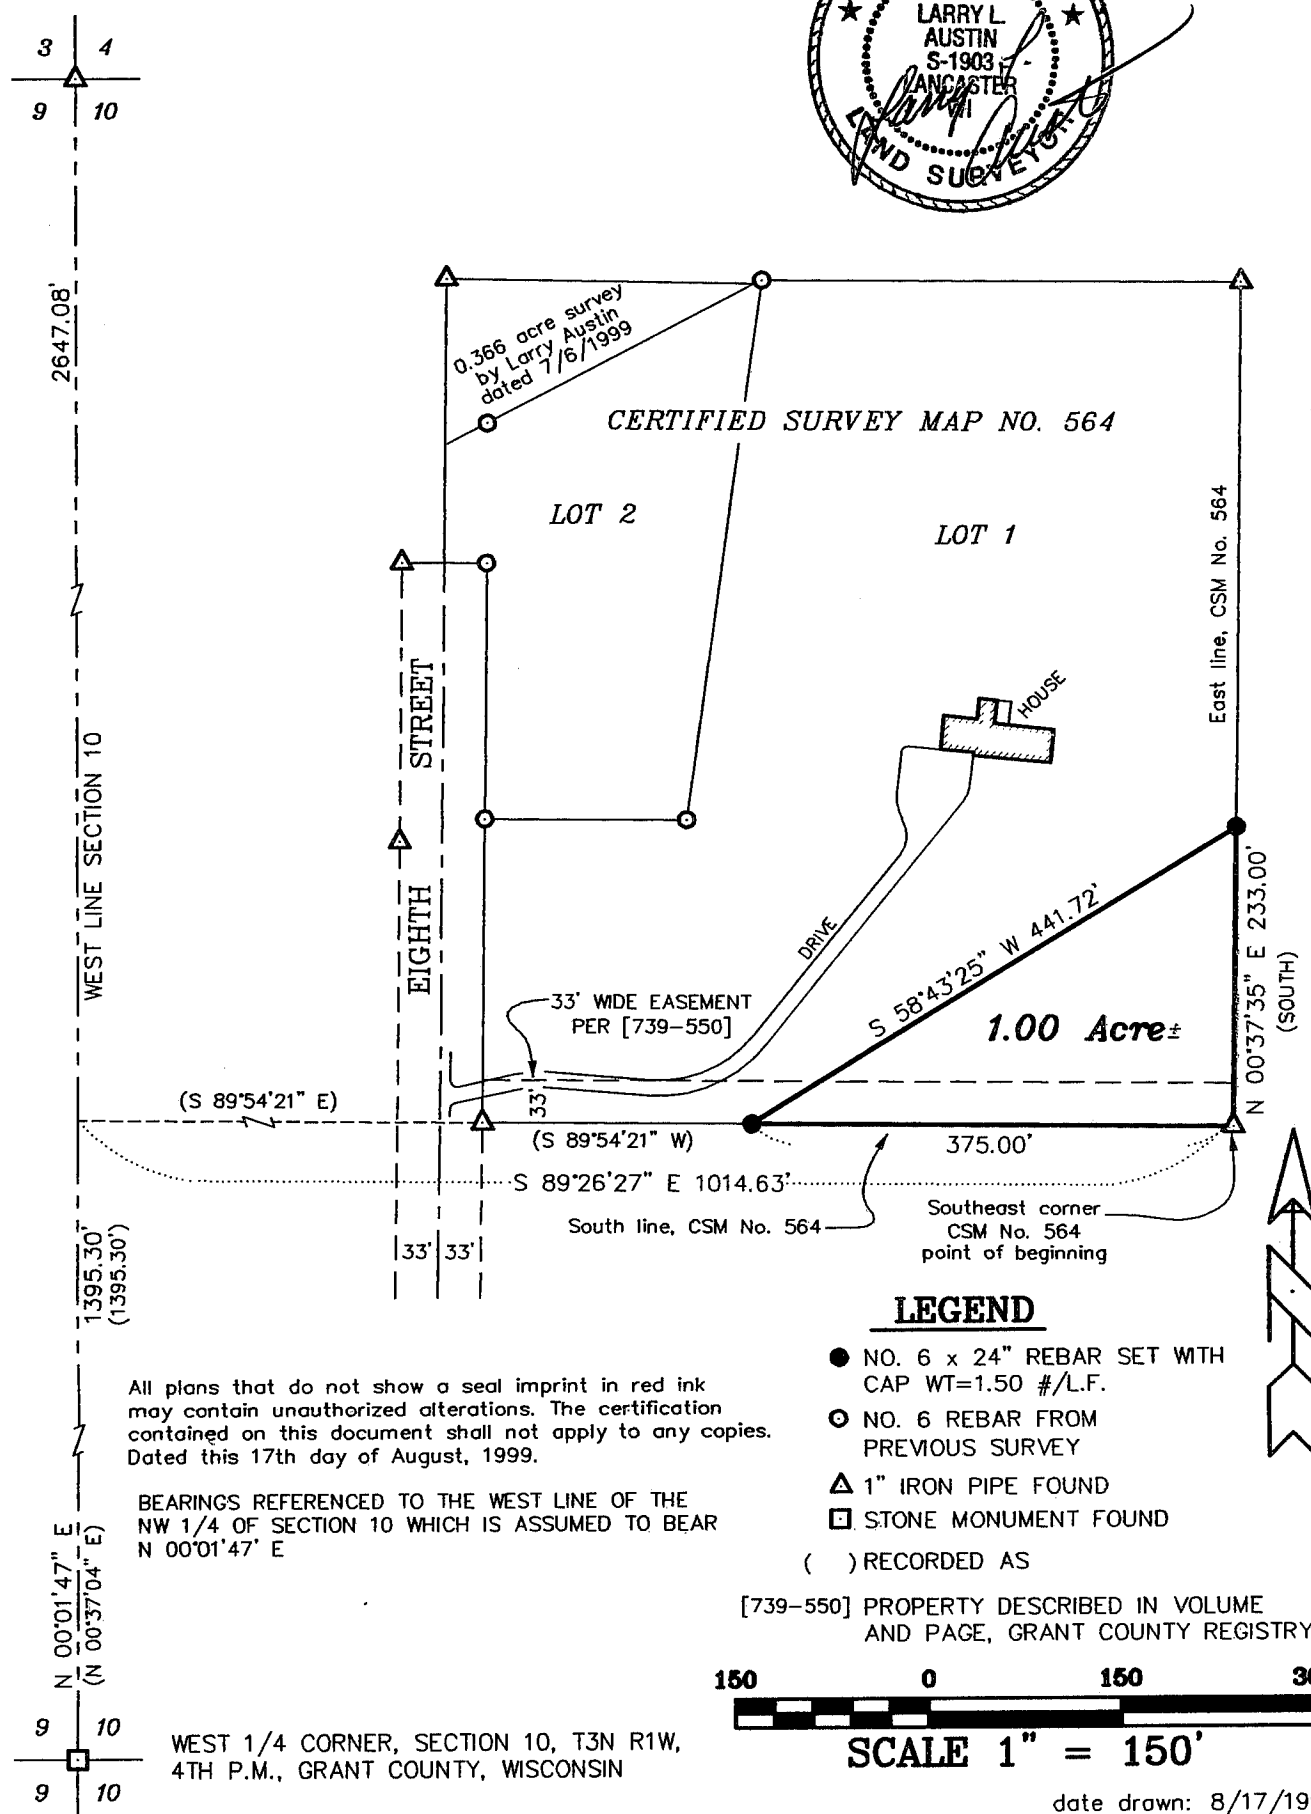 LARRY L.
AUSTIN
S-1903
LANCASTER
WI
LAND SURVEYOR
3 4
9 10
2647.08'
0.366 acre survey
by Larry Austin
dated 7/6/1999
CERTIFIED SURVEY MAP NO. 564
LOT 2
LOT 1
East line, CSM No. 564
HOUSE
WEST LINE SECTION 10
EIGHTH STREET
DRIVE
S 58°43'25" W 441.72'
N 00°37'35" E 233.00'
(SOUTH)
33' WIDE EASEMENT
PER [739-550]
1.00 Acre±
(S 89°54'21" E)
33'
(S 89°54'21" W)
375.00'
S 89°26'27" E 1014.63'
South line, CSM No. 564
Southeast corner
CSM No. 564
point of beginning
33' 33'
1395.30'
(1395.30')
LEGEND
NO. 6 x 24" REBAR SET WITH
CAP WT=1.50 #/L.F.
NO. 6 REBAR FROM
PREVIOUS SURVEY
1" IRON PIPE FOUND
STONE MONUMENT FOUND
( ) RECORDED AS
[739-550] PROPERTY DESCRIBED IN VOLUME
AND PAGE, GRANT COUNTY REGISTRY
All plans that do not show a seal imprint in red ink
may contain unauthorized alterations. The certification
contained on this document shall not apply to any copies.
Dated this 17th day of August, 1999.
BEARINGS REFERENCED TO THE WEST LINE OF THE
NW 1/4 OF SECTION 10 WHICH IS ASSUMED TO BEAR
N 00°01'47' E
N 00°01'47" E
(N 00°37'04" E)
150 0 150
SCALE 1" = 150'
9 10
9 10
WEST 1/4 CORNER, SECTION 10, T3N R1W,
4TH P.M., GRANT COUNTY, WISCONSIN
date drawn: 8/17/19